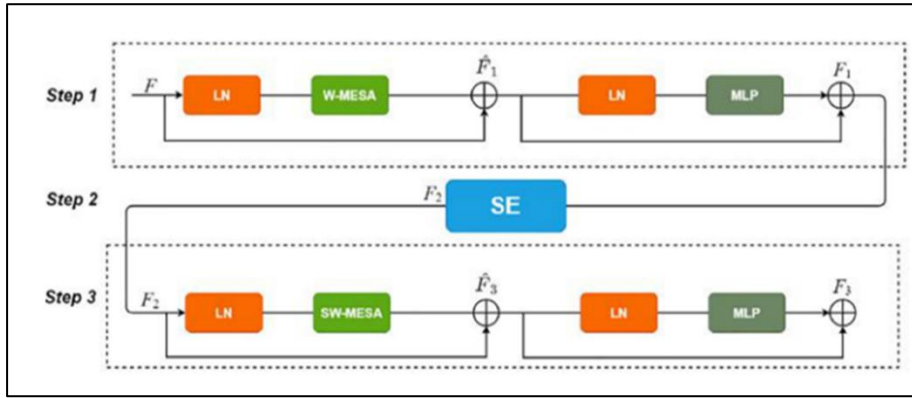 Step 1
F
LN
W-MESA
F̂₁
LN
MLP
F₁
Step 2
F₂
SE
Step 3
F₂
LN
SW-MESA
F̂₃
LN
MLP
F₃